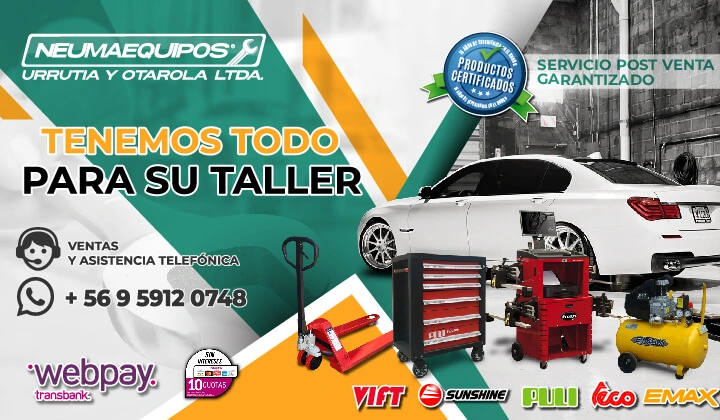 NEUMAEQUIPOS
URRUTIA Y OTAROLA LTDA.
PRODUCTOS
CERTIFICADOS
SERVICIO POST VENTA
GARANTIZADO
TENEMOS TODO
PARA SU TALLER
VENTAS
Y ASISTENCIA TELEFÓNICA
+ 56 9 5912 0748
webpay.
transbank.
SIN
INTERESES
10 CUOTAS
VIFT
SUNSHINE
PULI
kico
EMAX